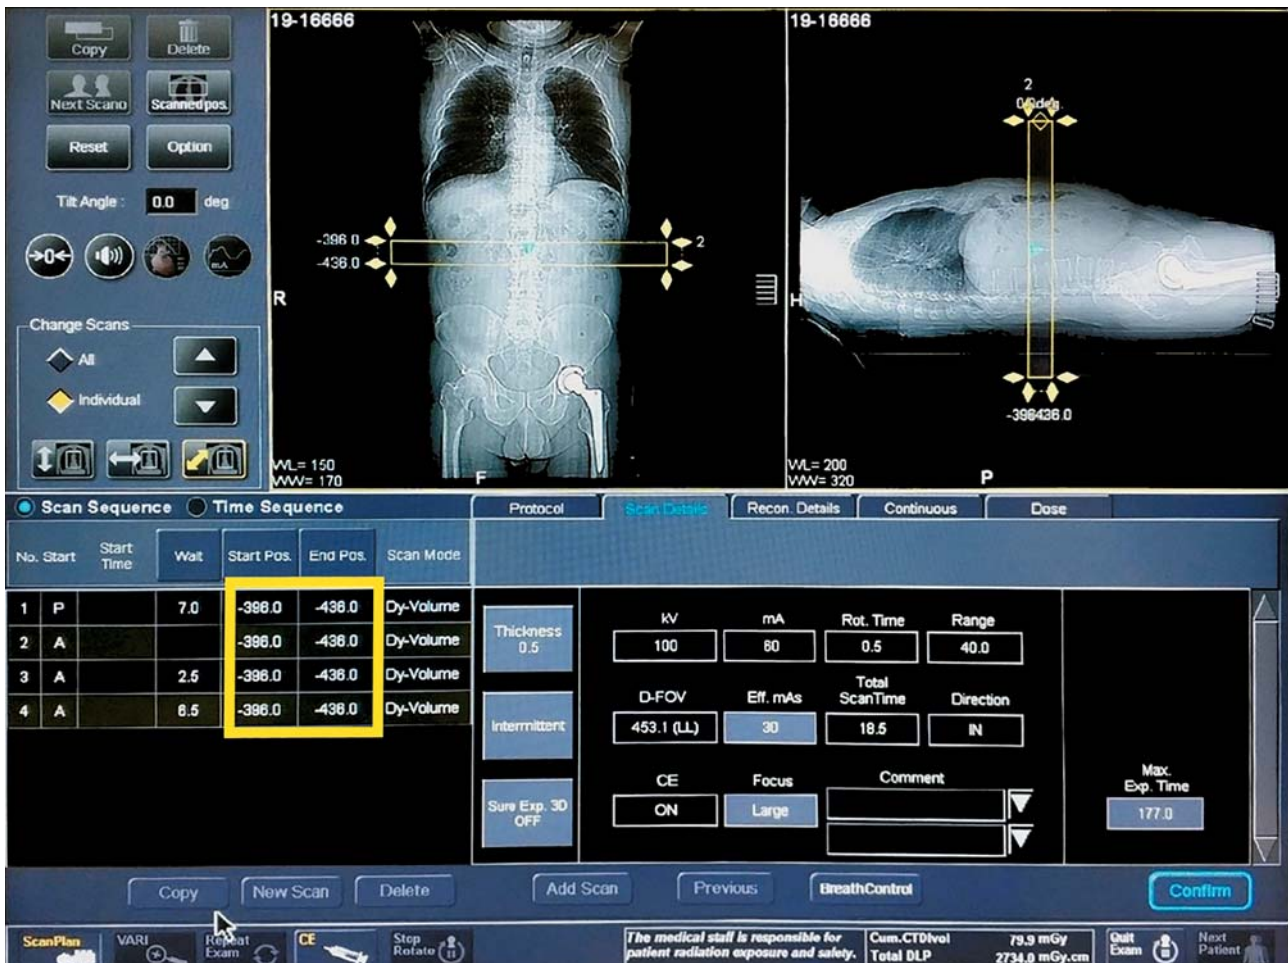 Copy Delete
Next Scano Scanned pos.
Reset Option
Tilt Angle : 0.0 deg
→0←
mA
Change Scans
All
Individual
19-16666
-396.0
-436.0
2
R
WL= 150
WW= 170
F
19-16666
2
H
WL= 200
WW= 320
P
Scan Sequence Time Sequence
No. Start Start Time Wait Start Pos. End Pos. Scan Mode
1 P 7.0 -396.0 -436.0 Dy-Volume
2 A -396.0 -436.0 Dy-Volume
3 A 2.5 -396.0 -436.0 Dy-Volume
4 A 6.5 -396.0 -436.0 Dy-Volume
Protocol Scan Details Recon. Details Continuous Dose
Thickness
0.5
Intermittent
Sure Exp. 3D
OFF
kV mA Rot. Time Range
100 60 0.5 40.0
D-FOV Eff. mAs Total ScanTime Direction
453.1 (LL) 30 18.5 IN
CE Focus Comment
ON Large
Max.
Exp. Time
177.0
Copy New Scan Delete Add Scan Previous BreathControl Confirm
ScanPlan VARI Repeat Exam CE Stop Rotate
The medical staff is responsible for
patient radiation exposure and safety.
Cum.CTDIvol 79.9 mGy
Total DLP 2734.0 mGy.cm
Quit Exam Next Patient